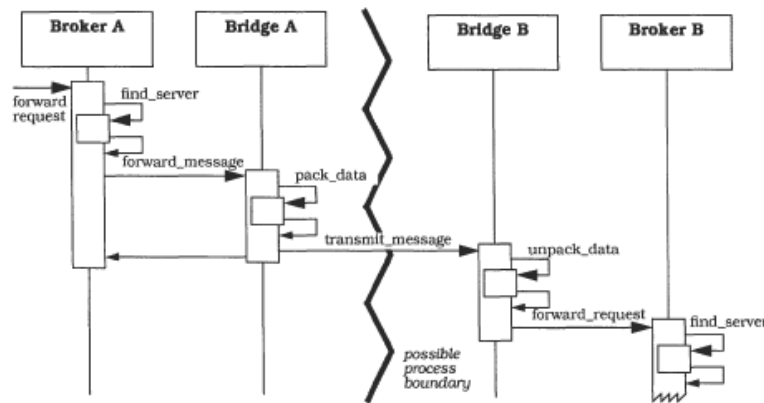 Broker A
Bridge A
Bridge B
Broker B
find_server
forward
request
forward_message
pack_data
transmit_message
unpack_data
forward_request
find_server
possible
process
boundary